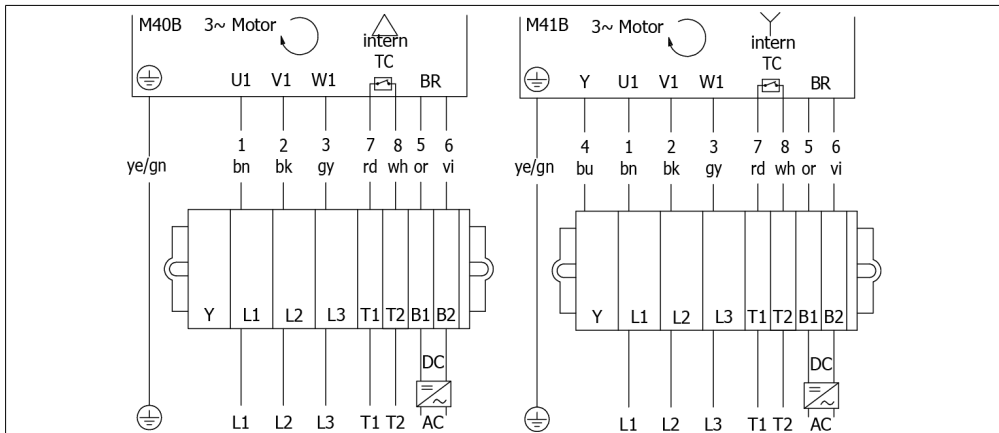 M40B 3~ Motor
intern
TC
U1 V1 W1 BR
1 2 3 7 8 5 6
ye/gn bn bk gy rd wh or vi
Y L1 L2 L3 T1 T2 B1 B2
DC
L1 L2 L3 T1 T2 AC
M41B 3~ Motor
intern
TC
Y U1 V1 W1 BR
4 1 2 3 7 8 5 6
ye/gn bu bn bk gy rd wh or vi
Y L1 L2 L3 T1 T2 B1 B2
DC
L1 L2 L3 T1 T2 AC